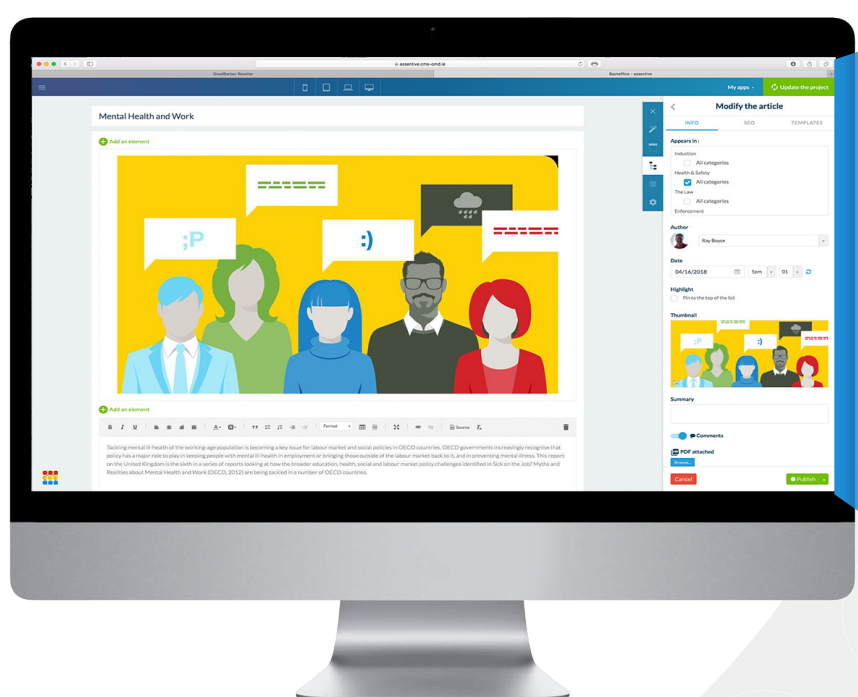 assentive.cms-omd.ie
GoodBarber Reseller
Backoffice - assentive
My apps
Update the project
Mental Health and Work
Add an element
;P
:)
Add an element
B I U
A
Format
Source
Tackling mental ill-health of the working-age population is becoming a key issue for labour market and social policies in OECD countries. OECD governments increasingly recognise that
policy has a major role to play in keeping people with mental ill-health in employment or bringing those outside of the labour market back to it, and in preventing mental illness. This report
on the United Kingdom is the sixth in a series of reports looking at how the broader education, health, social and labour market policy challenges identified in Sick on the Job? Myths and
Realities about Mental Health and Work (OECD, 2012) are being tackled in a number of OECD countries.
Modify the article
INFO SEO TEMPLATES
Appears in :
Induction
All categories
Health & Safety
All categories
The Law
All categories
Enforcement
Author
Ray Boyce
Date
04/16/2018 5pm 01
Highlight
Pin to the top of the list
Thumbnail
;P
:)
Summary
Comments
PDF attached
Browse...
Cancel
Publish